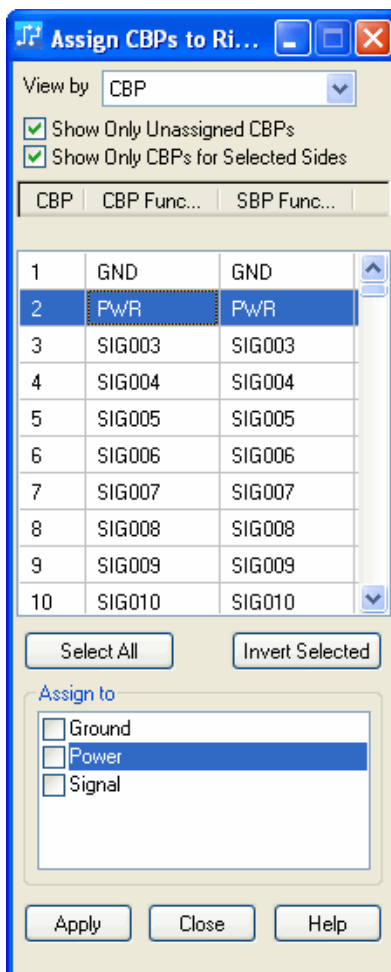 Assign CBPs to Ri...
View by CBP
Show Only Unassigned CBPs
Show Only CBPs for Selected Sides
CBP CBP Func... SBP Func...
1 GND GND
2 PWR PWR
3 SIG003 SIG003
4 SIG004 SIG004
5 SIG005 SIG005
6 SIG006 SIG006
7 SIG007 SIG007
8 SIG008 SIG008
9 SIG009 SIG009
10 SIG010 SIG010
Select All Invert Selected
Assign to
Ground
Power
Signal
Apply Close Help